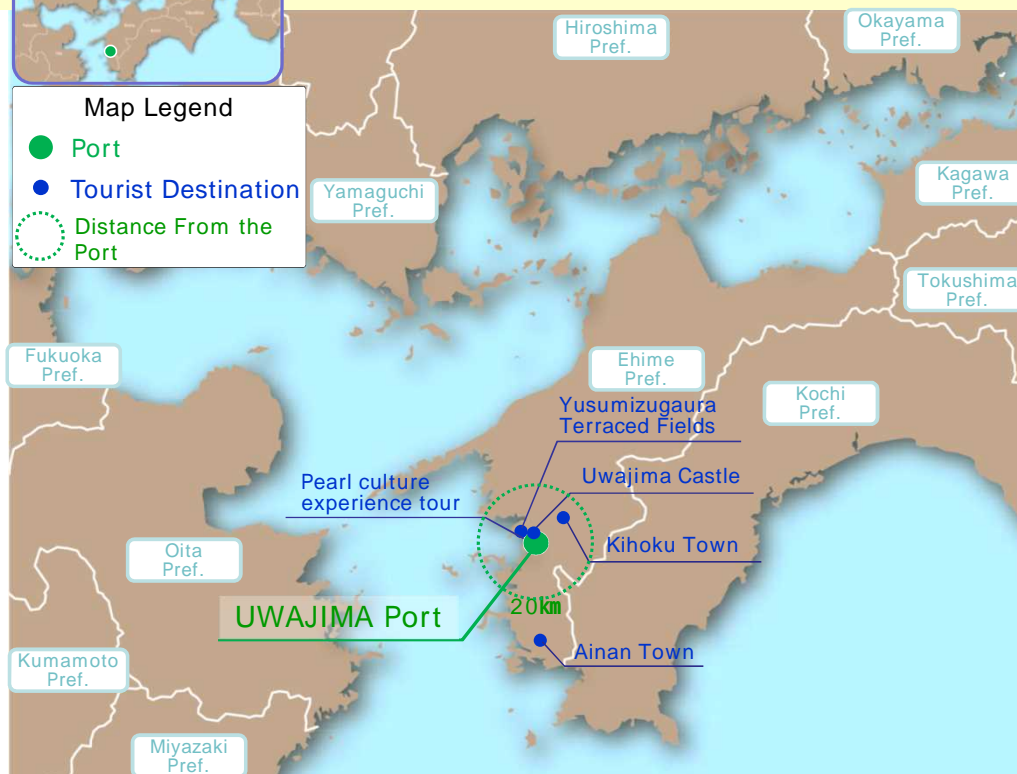 Hiroshima
Pref.
Okayama
Pref.
Map Legend
Port
Tourist Destination
Distance From the
Port
Yamaguchi
Pref.
Kagawa
Pref.
Tokushima
Pref.
Fukuoka
Pref.
Ehime
Pref.
Kochi
Pref.
Yusumizugaura
Terraced Fields
Pearl culture
experience tour
Uwajima Castle
Kihoku Town
Oita
Pref.
20km
UWAJIMA Port
Ainan Town
Kumamoto
Pref.
Miyazaki
Pref.